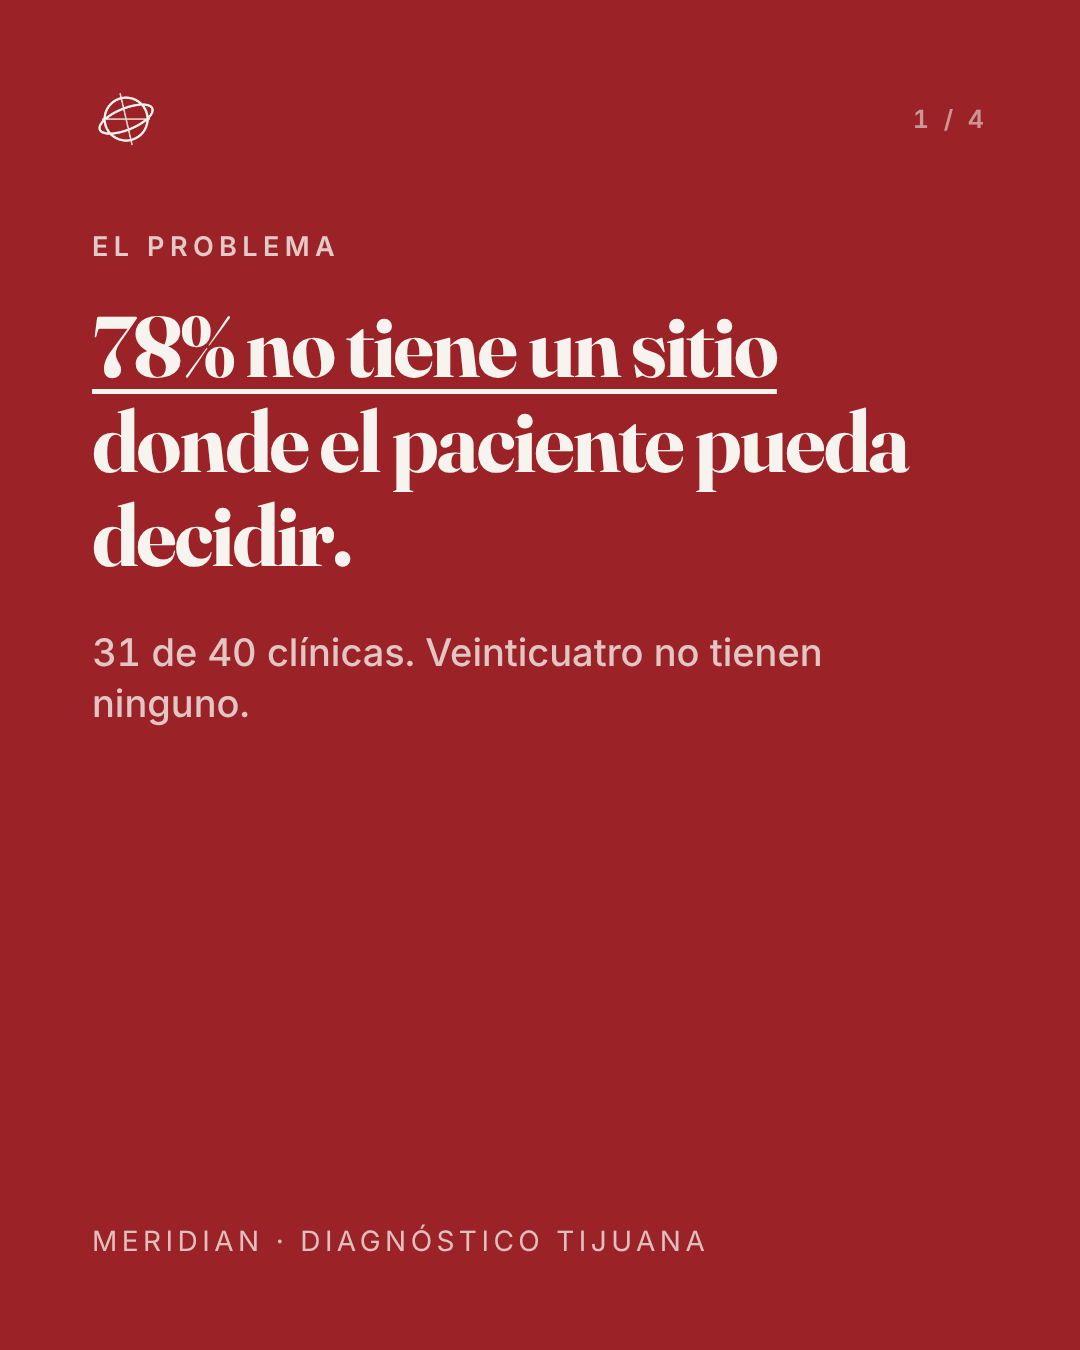 1 / 4
EL PROBLEMA
78% no tiene un sitio
donde el paciente pueda
decidir.
31 de 40 clínicas. Veinticuatro no tienen
ninguno.
MERIDIAN · DIAGNÓSTICO TIJUANA